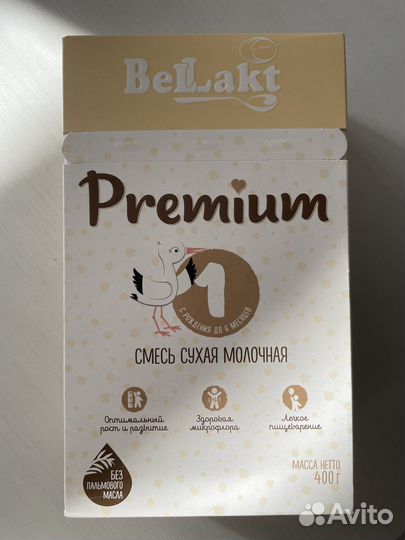 BeLLakt
Premium
1
С РОЖДЕНИЯ ДО 6 МЕСЯЦЕВ
СМЕСЬ СУХАЯ МОЛОЧНАЯ
Оптимальный
рост и развитие
Здоровая
микрофлора
Легкое
пищеварение
БЕЗ
ПАЛЬМОВОГО
МАСЛА
МАССА НЕТТО
400 г
Avito